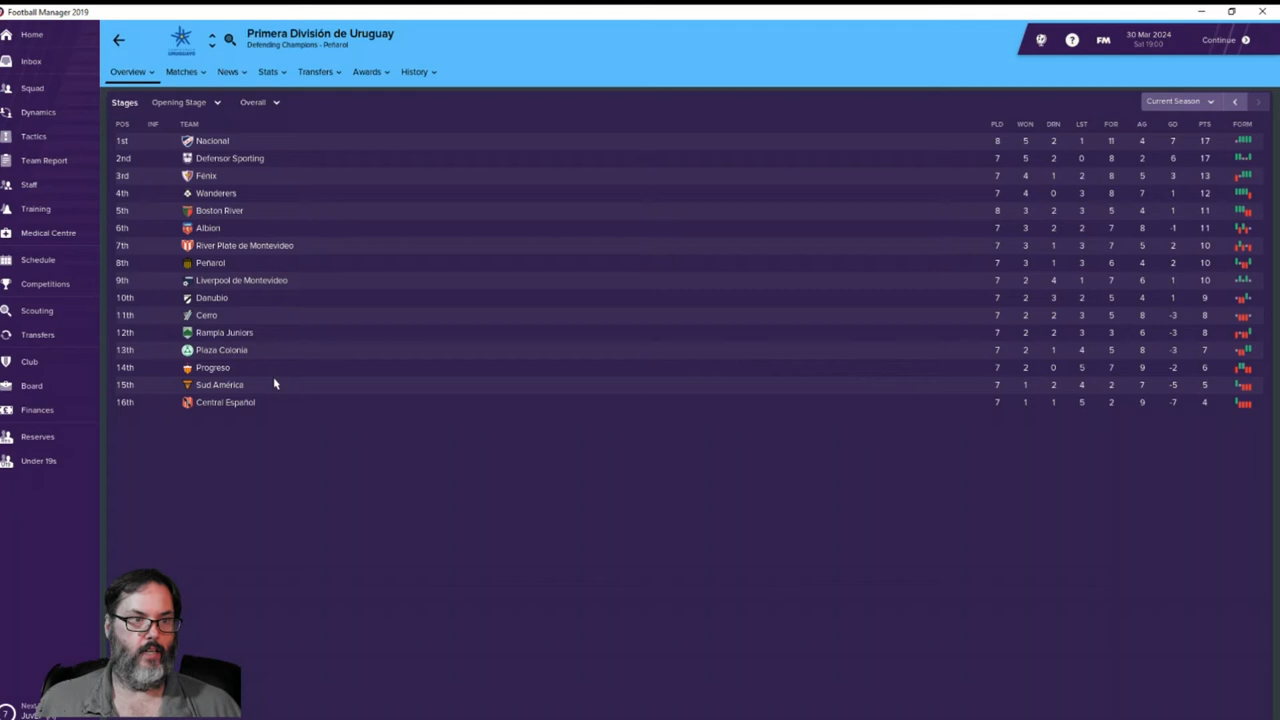 Football Manager 2019
Home
Inbox
Squad
Dynamics
Tactics
Team Report
Staff
Training
Medical Centre
Schedule
Competitions
Scouting
Transfers
Club
Board
Finances
Reserves
Under 19s
Next
7
Primera División de Uruguay
Defending Champions - Peñarol
30 Mar 2024
Sat 19:00
FM
Continue
Overview Matches News Stats Transfers Awards History
Stages Opening Stage Overall Current Season
POS INF TEAM PLD WON DRN LST FOR AG GD PTS FORM
1st Nacional 8 5 2 1 11 4 7 17
2nd Defensor Sporting 7 5 2 0 8 2 6 17
3rd Fénix 7 4 1 2 8 5 3 13
4th Wanderers 7 4 0 3 8 7 1 12
5th Boston River 8 3 2 3 5 4 1 11
6th Albion 7 3 2 2 7 8 -1 11
7th River Plate de Montevideo 7 3 1 3 7 5 2 10
8th Peñarol 7 3 1 3 6 4 2 10
9th Liverpool de Montevideo 7 2 4 1 7 6 1 10
10th Danubio 7 2 3 2 5 4 1 9
11th Cerro 7 2 2 3 5 8 -3 8
12th Rampla Juniors 7 2 2 3 3 6 -3 8
13th Plaza Colonia 7 2 1 4 5 8 -3 7
14th Progreso 7 2 0 5 7 9 -2 6
15th Sud América 7 1 2 4 2 7 -5 5
16th Central Español 7 1 1 5 2 9 -7 4